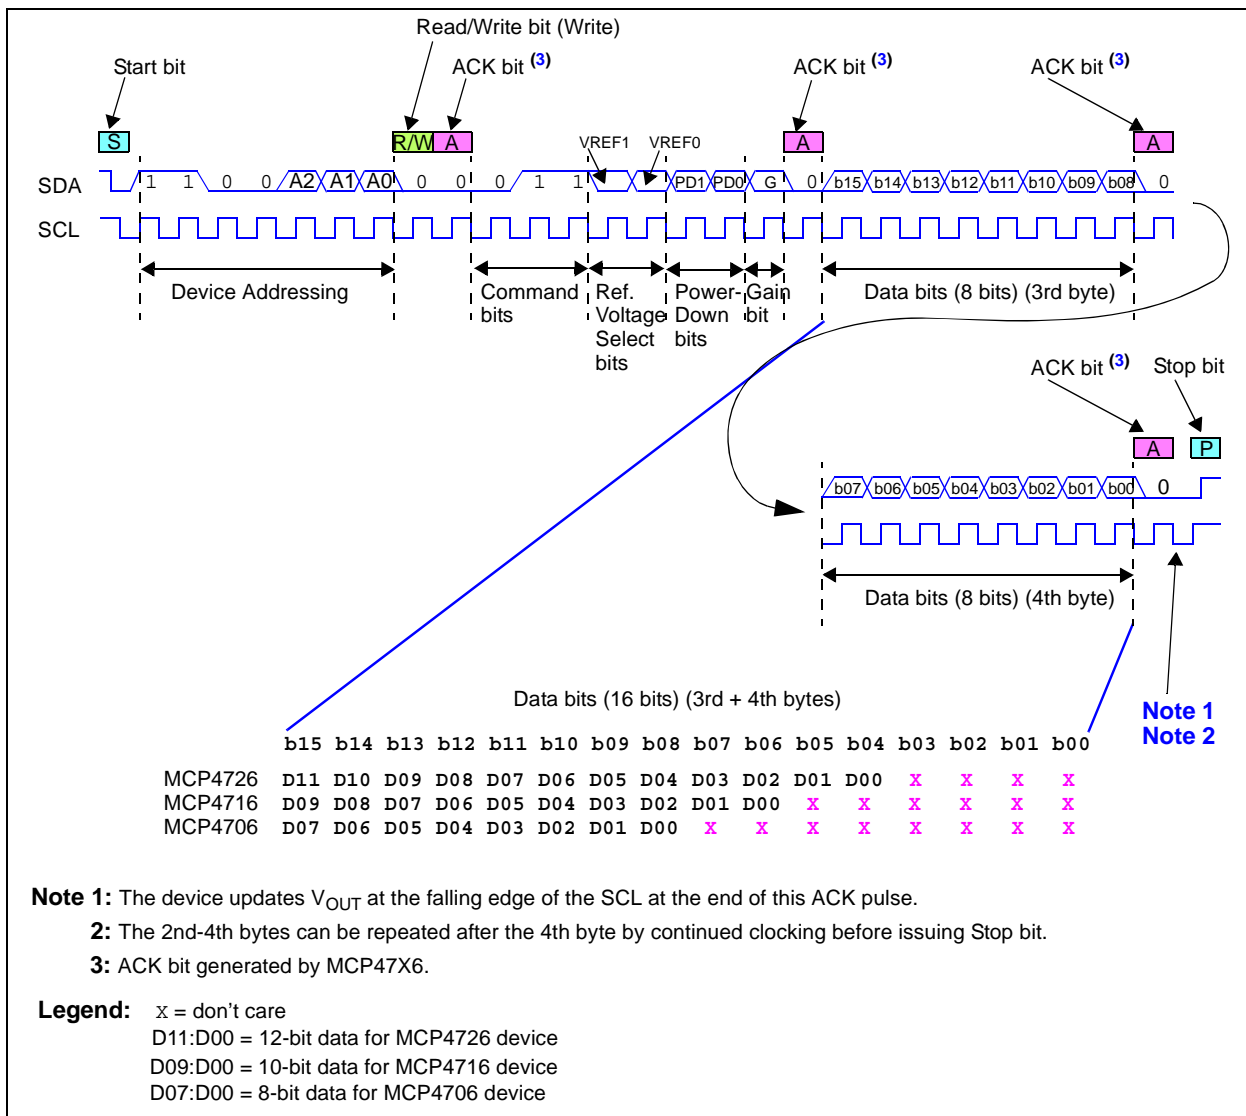 Read/Write bit (Write)
Start bit
ACK bit (3)
ACK bit (3)
ACK bit (3)
S
R/W
A
A
A
VREF1
VREF0
SDA
1 1 0 0 A2 A1 A0 0 0 0 1 1 PD1 PD0 G 0 b15 b14 b13 b12 b11 b10 b09 b08 0
SCL
Device Addressing
Command bits
Ref. Voltage Select bits
Power-Down bits
Gain bit
Data bits (8 bits) (3rd byte)
ACK bit (3)
Stop bit
A
P
b07 b06 b05 b04 b03 b02 b01 b00 0
Data bits (8 bits) (4th byte)
Note 1
Note 2
Data bits (16 bits) (3rd + 4th bytes)
b15 b14 b13 b12 b11 b10 b09 b08 b07 b06 b05 b04 b03 b02 b01 b00
MCP4726 D11 D10 D09 D08 D07 D06 D05 D04 D03 D02 D01 D00 X X X X
MCP4716 D09 D08 D07 D06 D05 D04 D03 D02 D01 D00 X X X X X X
MCP4706 D07 D06 D05 D04 D03 D02 D01 D00 X X X X X X X X
Note 1: The device updates VOUT at the falling edge of the SCL at the end of this ACK pulse.
2: The 2nd-4th bytes can be repeated after the 4th byte by continued clocking before issuing Stop bit.
3: ACK bit generated by MCP47X6.
Legend: X = don't care
D11:D00 = 12-bit data for MCP4726 device
D09:D00 = 10-bit data for MCP4716 device
D07:D00 = 8-bit data for MCP4706 device